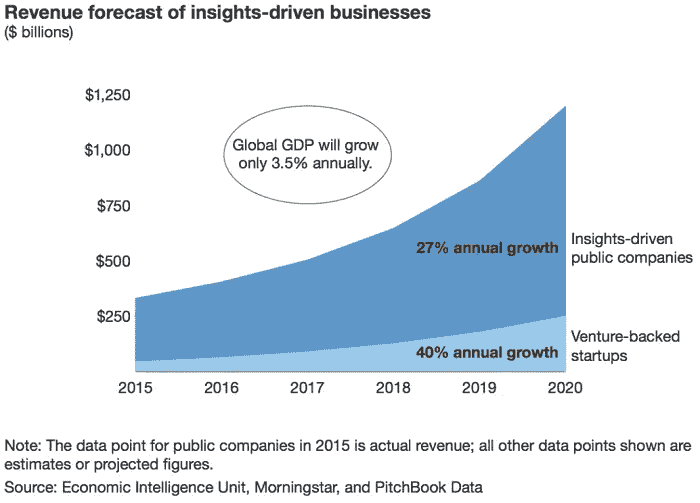 Revenue forecast of insights-driven businesses
($ billions)
$1,250
$1,000
$750
$500
$250
Global GDP will grow
only 3.5% annually.
27% annual growth
Insights-driven
public companies
40% annual growth
Venture-backed
startups
2015 2016 2017 2018 2019 2020
Note: The data point for public companies in 2015 is actual revenue; all other data points shown are
estimates or projected figures.
Source: Economic Intelligence Unit, Morningstar, and PitchBook Data